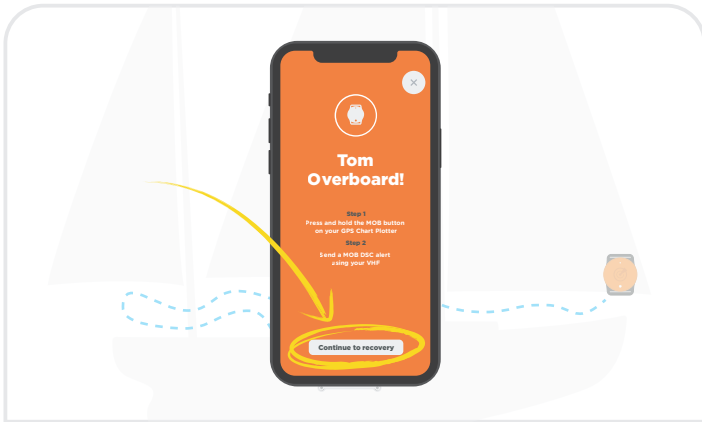 Tom
Overboard!
Step 1
Press and hold the MOB button
on your GPS Chart Plotter
Step 2
Send a MOB DSC alert
using your VHF
Continue to recovery